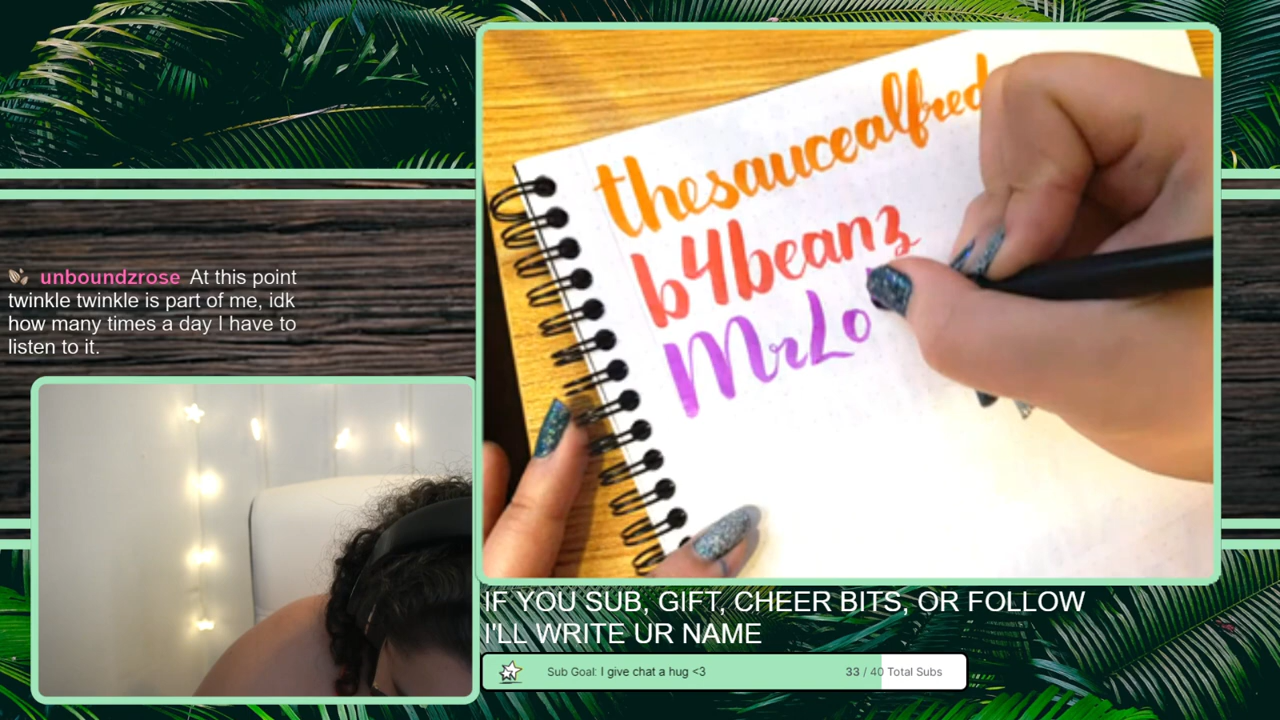 thesaucealfred
b4beanz
MrLo
unboundzrose At this point
twinkle twinkle is part of me, idk
how many times a day I have to
listen to it.
IF YOU SUB, GIFT, CHEER BITS, OR FOLLOW
I'LL WRITE UR NAME
Sub Goal: I give chat a hug <3 33 / 40 Total Subs